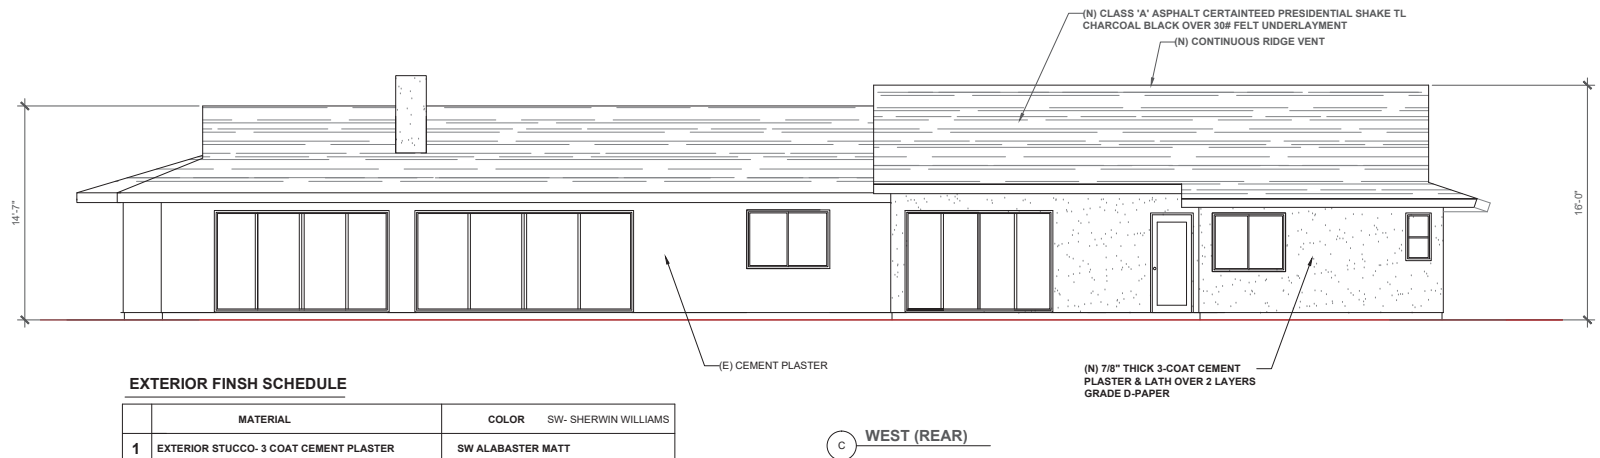 (N) CLASS 'A' ASPHALT CERTAINTEED PRESIDENTIAL SHAKE TL
CHARCOAL BLACK OVER 30# FELT UNDERLAYMENT
(N) CONTINUOUS RIDGE VENT
14'-7"
16'-0"
(E) CEMENT PLASTER
(N) 7/8" THICK 3-COAT CEMENT
PLASTER & LATH OVER 2 LAYERS
GRADE D-PAPER
EXTERIOR FINSH SCHEDULE
MATERIAL COLOR SW- SHERWIN WILLIAMS
1 EXTERIOR STUCCO- 3 COAT CEMENT PLASTER SW ALABASTER MATT
C WEST (REAR)